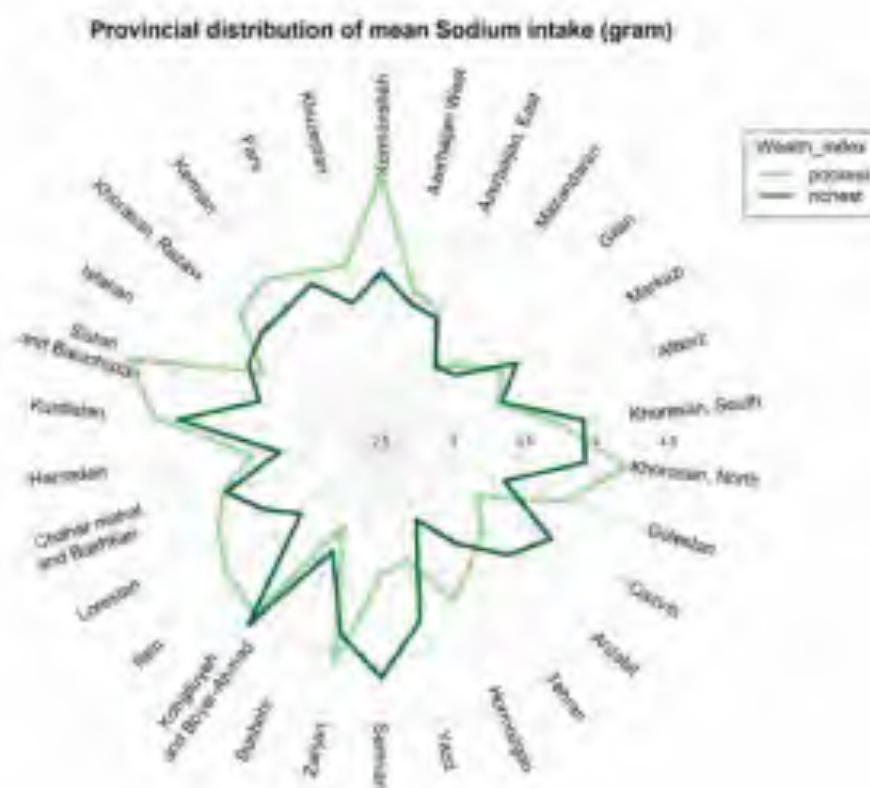 Provincial distribution of mean Sodium intake (gram)
Wealth_index
poorest
richest
Kermanshah
Azerbaijan West
Azerbaijan, East
Mazandaran
Gilan
Markazi
Alborz
Khorasan, South
Khorasan, North
Golestan
Qazvin
Ardabil
Tehran
Hormozgan
Yazd
Semnan
Zanjan
Bushehr
Kohgiluyeh
and Boyer-Ahmad
Ilam
Lorestan
Chahar mahal
and Bakhtiari
Hamadan
Kurdistan
Sistan
and Baluchistan
Isfahan
Khorasan, Razavi
Kerman
Fars
Khuzestan
2.5
3
3.5
4
4.5